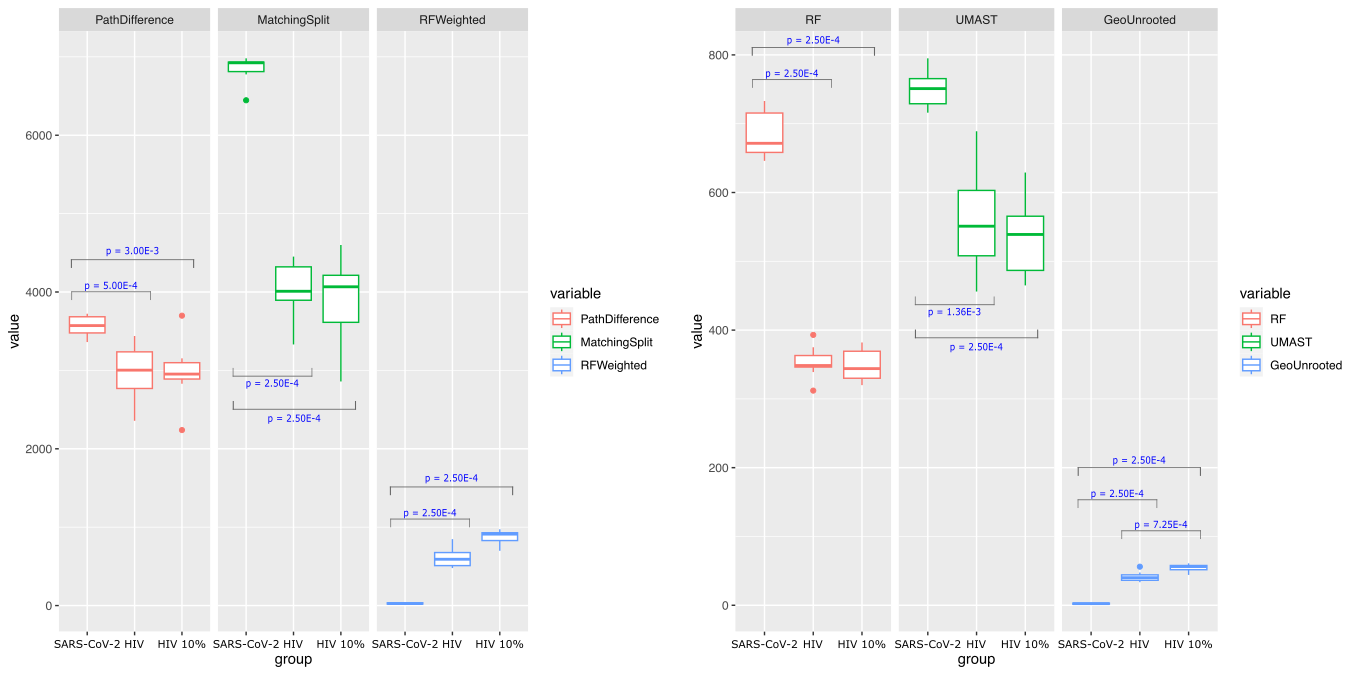 PathDifference
MatchingSplit
RFWeighted
value
6000
4000
2000
0
p = 3.00E-3
p = 5.00E-4
p = 2.50E-4
p = 2.50E-4
p = 2.50E-4
p = 2.50E-4
SARS-CoV-2 HIV HIV 10%
SARS-CoV-2 HIV HIV 10%
SARS-CoV-2 HIV HIV 10%
group
variable
PathDifference
MatchingSplit
RFWeighted
RF
UMAST
GeoUnrooted
value
800
600
400
200
0
p = 2.50E-4
p = 2.50E-4
p = 1.36E-3
p = 2.50E-4
p = 2.50E-4
p = 2.50E-4
p = 7.25E-4
SARS-CoV-2 HIV HIV 10%
SARS-CoV-2 HIV HIV 10%
SARS-CoV-2 HIV HIV 10%
group
variable
RF
UMAST
GeoUnrooted